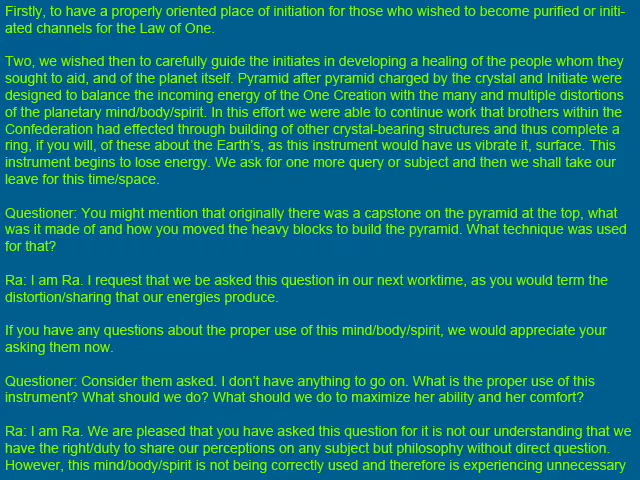 Firstly, to have a properly oriented place of initiation for those who wished to become purified or initi-
ated channels for the Law of One.
Two, we wished then to carefully guide the initiates in developing a healing of the people whom they
sought to aid, and of the planet itself. Pyramid after pyramid charged by the crystal and Initiate were
designed to balance the incoming energy of the One Creation with the many and multiple distortions
of the planetary mind/body/spirit. In this effort we were able to continue work that brothers within the
Confederation had effected through building of other crystal-bearing structures and thus complete a
ring, if you will, of these about the Earth's, as this instrument would have us vibrate it, surface. This
instrument begins to lose energy. We ask for one more query or subject and then we shall take our
leave for this time/space.
Questioner: You might mention that originally there was a capstone on the pyramid at the top, what
was it made of and how you moved the heavy blocks to build the pyramid. What technique was used
for that?
Ra: I am Ra. I request that we be asked this question in our next worktime, as you would term the
distortion/sharing that our energies produce.
If you have any questions about the proper use of this mind/body/spirit, we would appreciate your
asking them now.
Questioner: Consider them asked. I don't have anything to go on. What is the proper use of this
instrument? What should we do? What should we do to maximize her ability and her comfort?
Ra: I am Ra. We are pleased that you have asked this question for it is not our understanding that we
have the right/duty to share our perceptions on any subject but philosophy without direct question.
However, this mind/body/spirit is not being correctly used and therefore is experiencing unnecessary